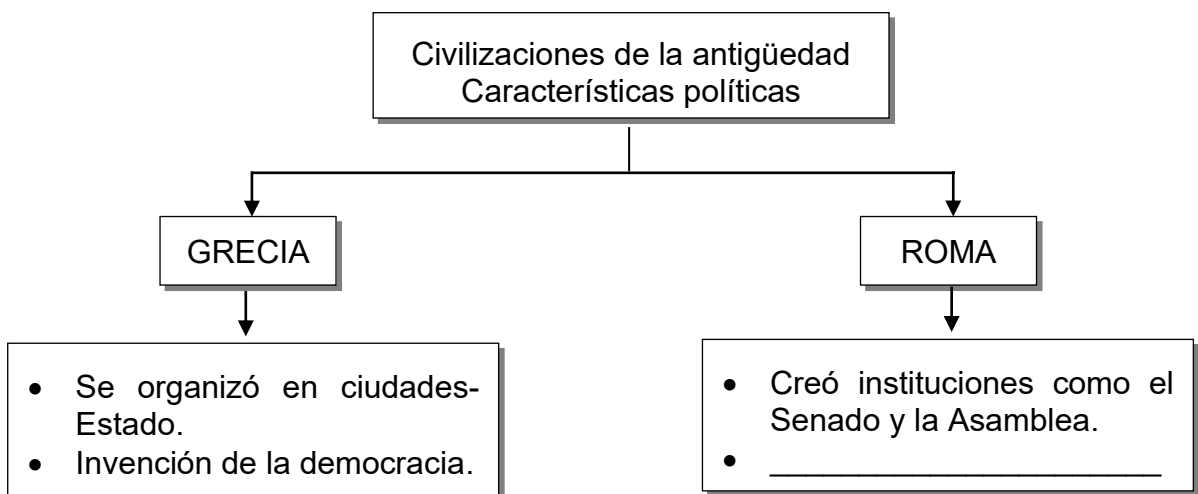 Civilizaciones de la antigüedad
Características políticas
GRECIA
ROMA
• Se organizó en ciudades-
Estado.
• Invención de la democracia.
• Creó instituciones como el
Senado y la Asamblea.
• ______________________